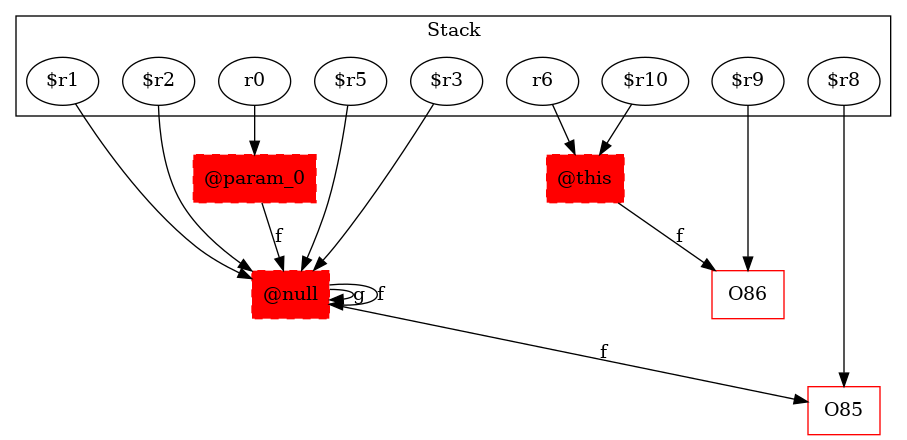 Stack
$r1 $r2 r0 $r5 $r3 r6 $r10 $r9 $r8
@param_0 @this
f f
@null g f O86
f
O85